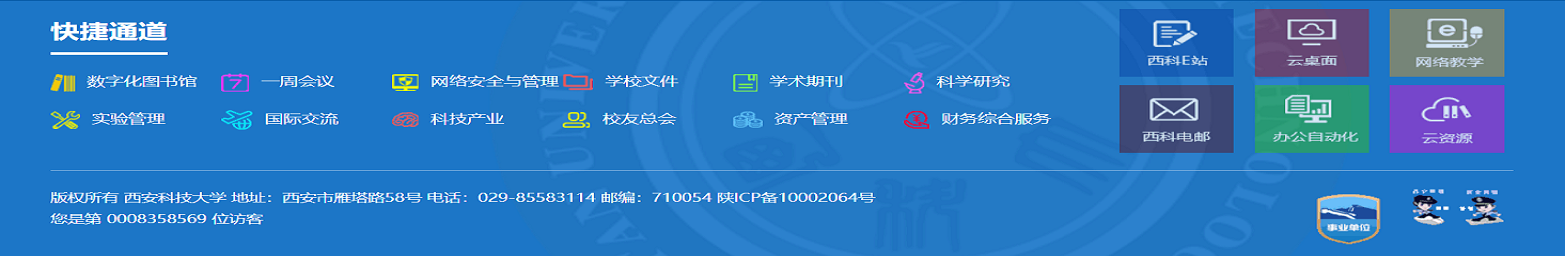 快捷通道
数字化图书馆 一周会议 网络安全与管理 学校文件 学术期刊 科学研究
实验管理 国际交流 科技产业 校友总会 资产管理 财务综合服务
西科E站 云桌面 网络教学
西科电邮 办公自动化 云资源
版权所有 西安科技大学 地址：西安市雁塔路58号 电话：029-85583114 邮编：710054 陕ICP备10002064号
您是第 0008358569 位访客
事业单位